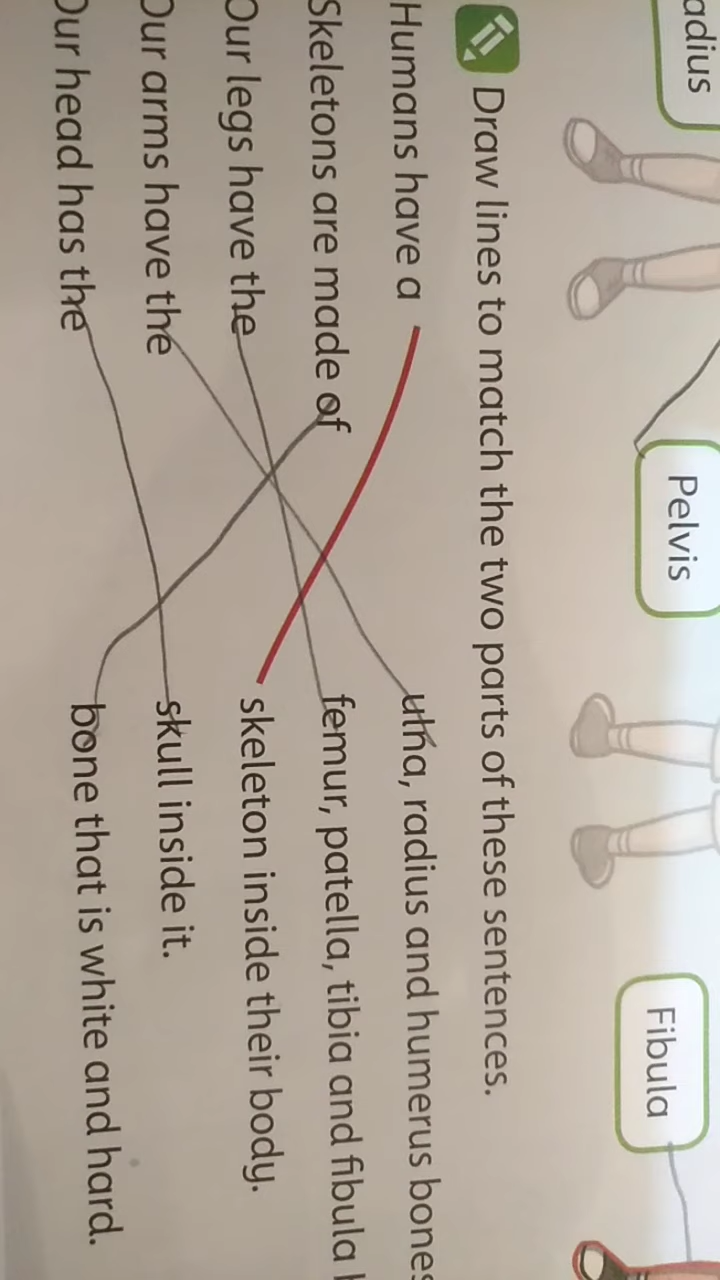 adius
Pelvis
Fibula
Draw lines to match the two parts of these sentences.
Humans have a
ulna, radius and humerus bones
Skeletons are made of
femur, patella, tibia and fibula
Our legs have the
skeleton inside their body.
Our arms have the
skull inside it.
Our head has the
bone that is white and hard.